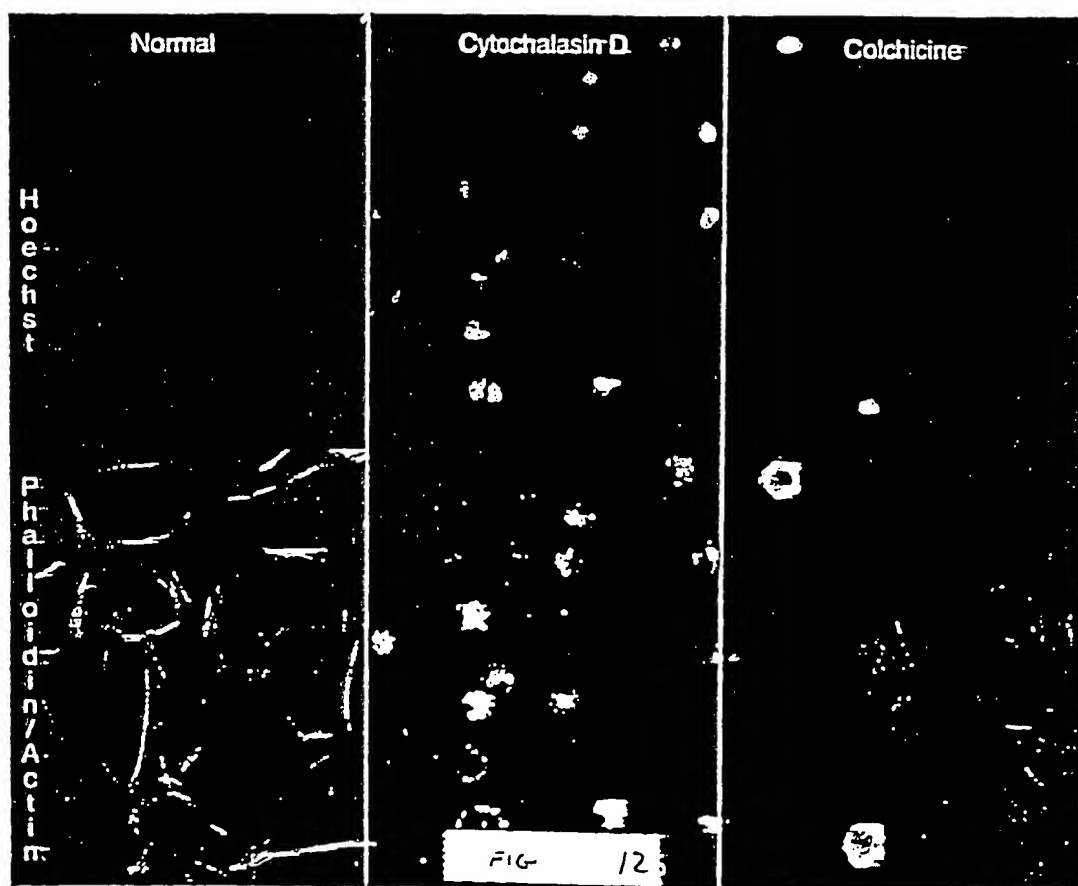 Normal
Cytochalasin D
Colchicine
Hoechst
Phalloidin/Actin
FIG 12